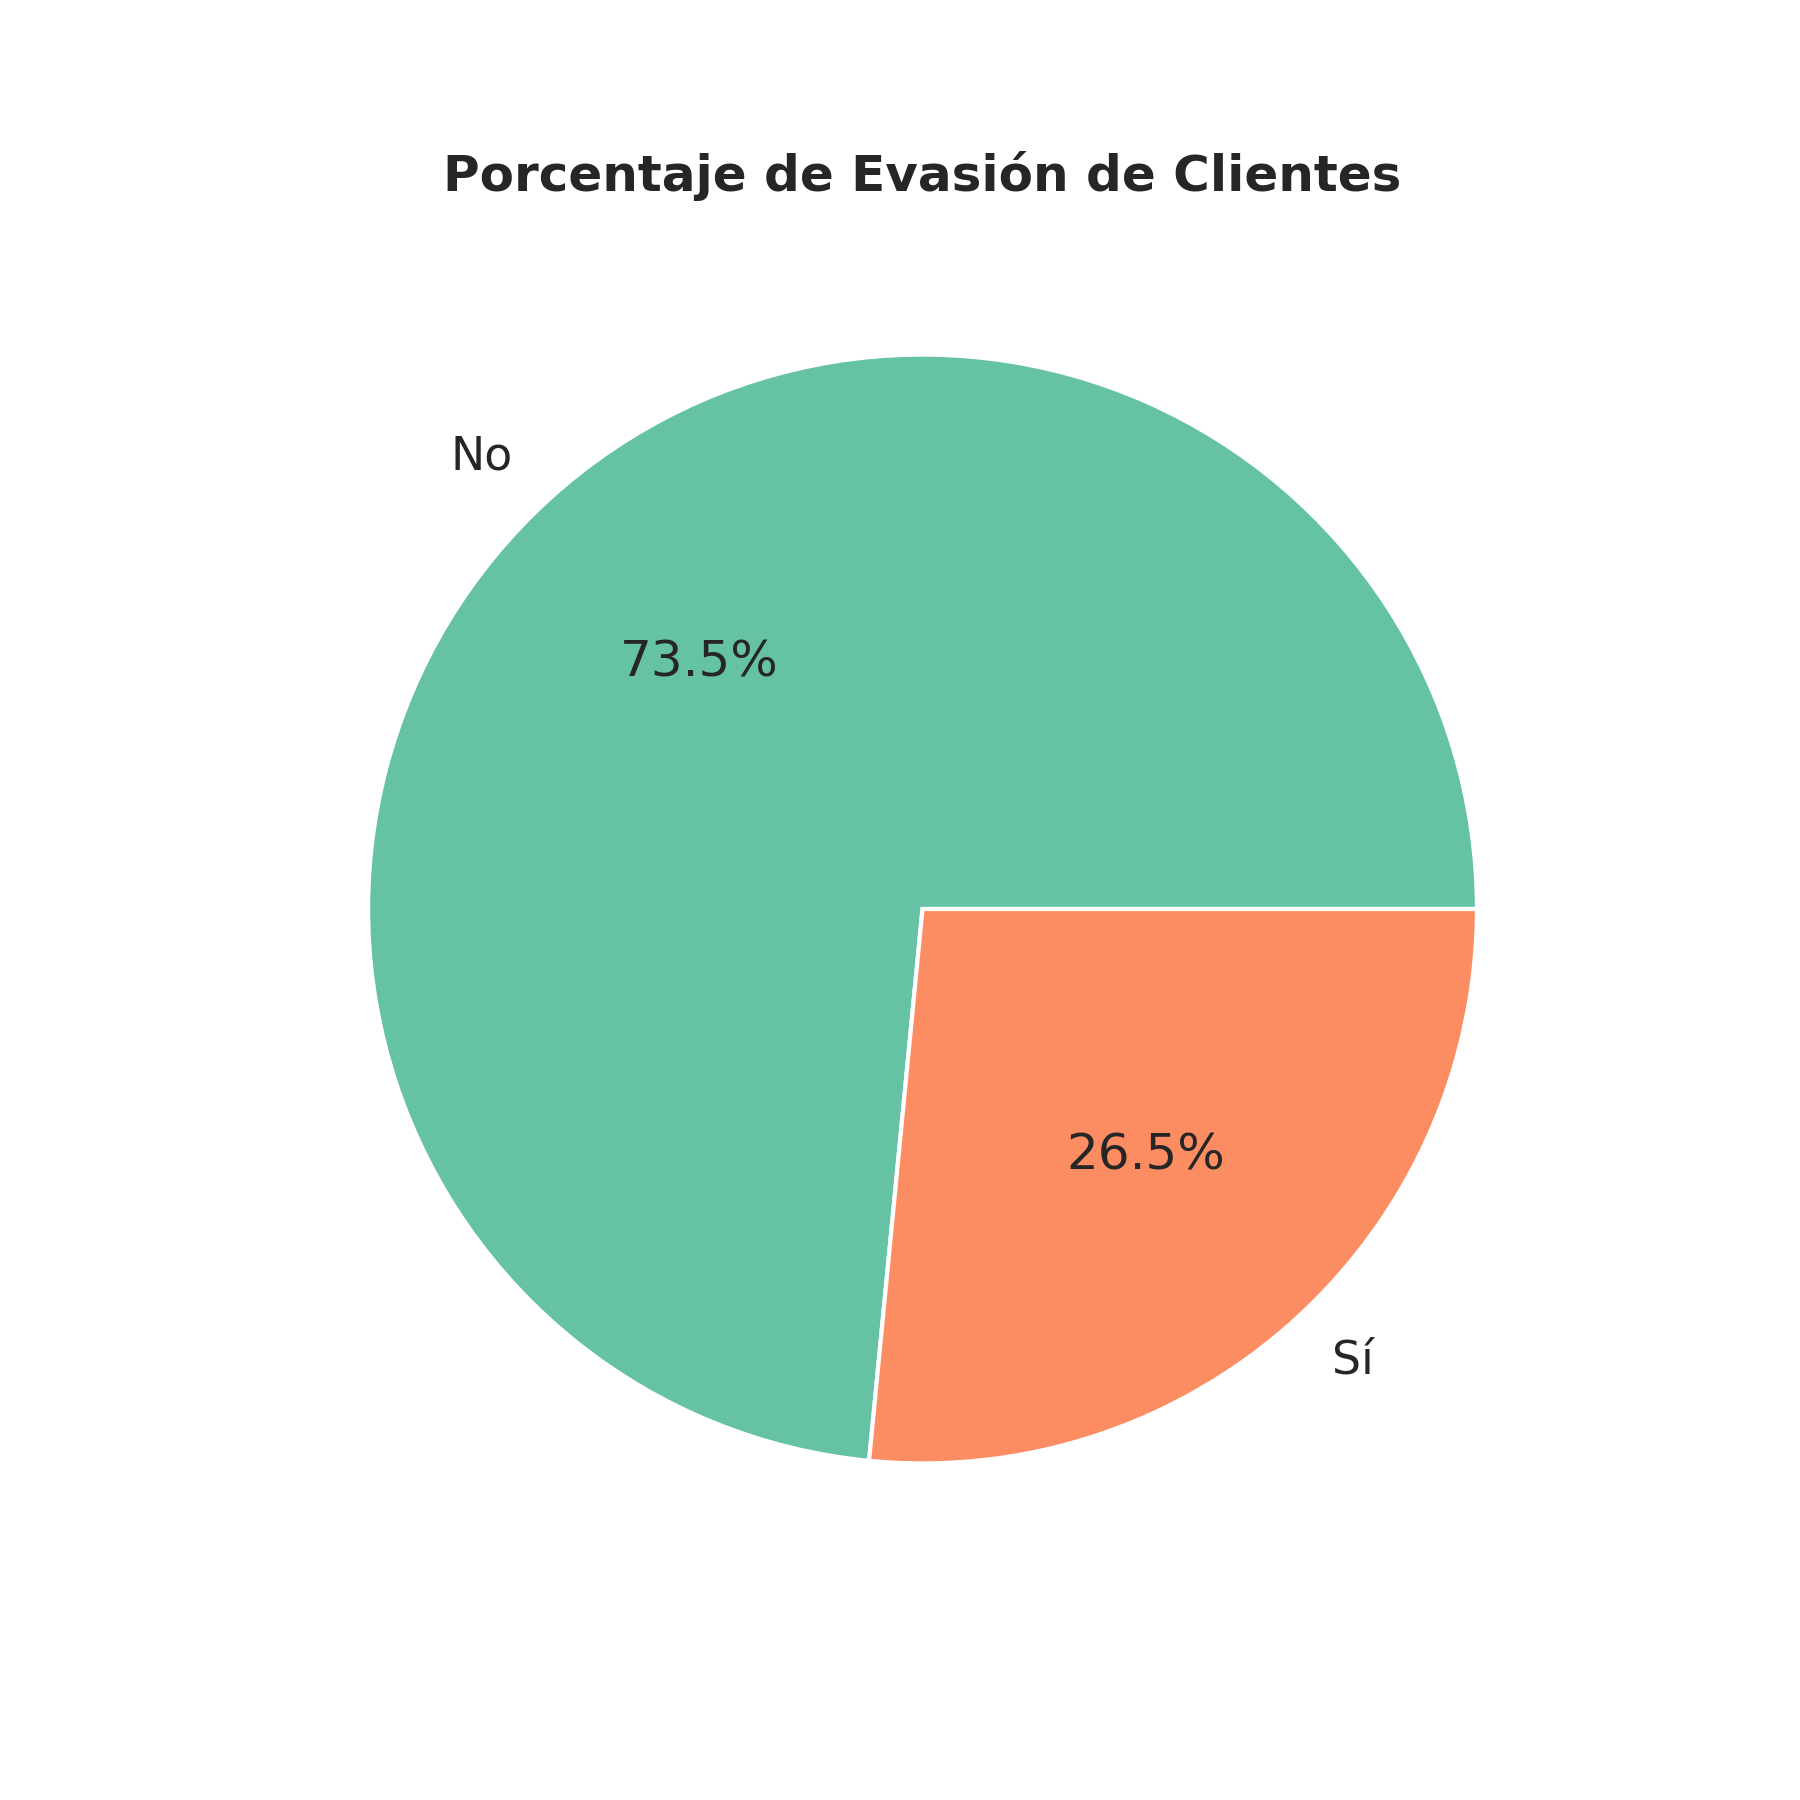 Porcentaje de Evasión de Clientes
No
73.5%
26.5%
Sí